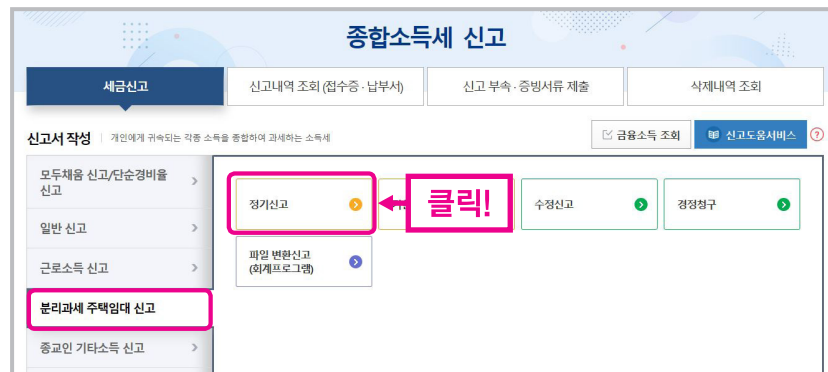 종합소득세 신고
세금신고
신고내역 조회 (접수증 · 납부서)
신고 부속 · 증빙서류 제출
삭제내역 조회
신고서 작성
개인에게 귀속되는 각종 소득을 종합하여 과세하는 소득세
금융소득 조회
신고도움서비스
?
모두채움 신고/단순경비율
신고
일반 신고
근로소득 신고
분리과세 주택임대 신고
종교인 기타소득 신고
정기신고
클릭!
수정신고
경정청구
파일 변환신고
(회계프로그램)